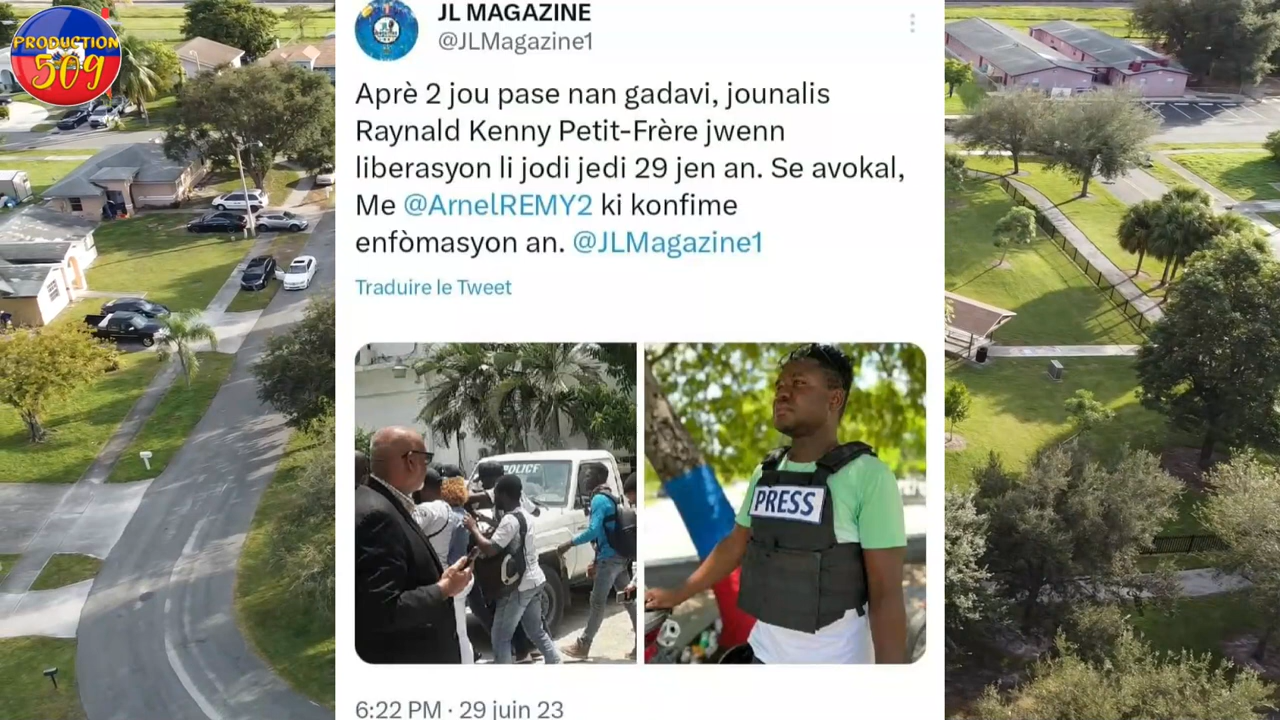 PRODUCTION
509
JL MAGAZINE
@JLMagazine1
Aprè 2 jou pase nan gadavi, jounalis
Raynald Kenny Petit-Frère jwenn
liberasyon li jodi jedi 29 jen an. Se avokal,
Me @ArnelREMY2 ki konfime
enfòmasyon an. @JLMagazine1
Traduire le Tweet
POLICE
PRESS
6:22 PM · 29 juin 23